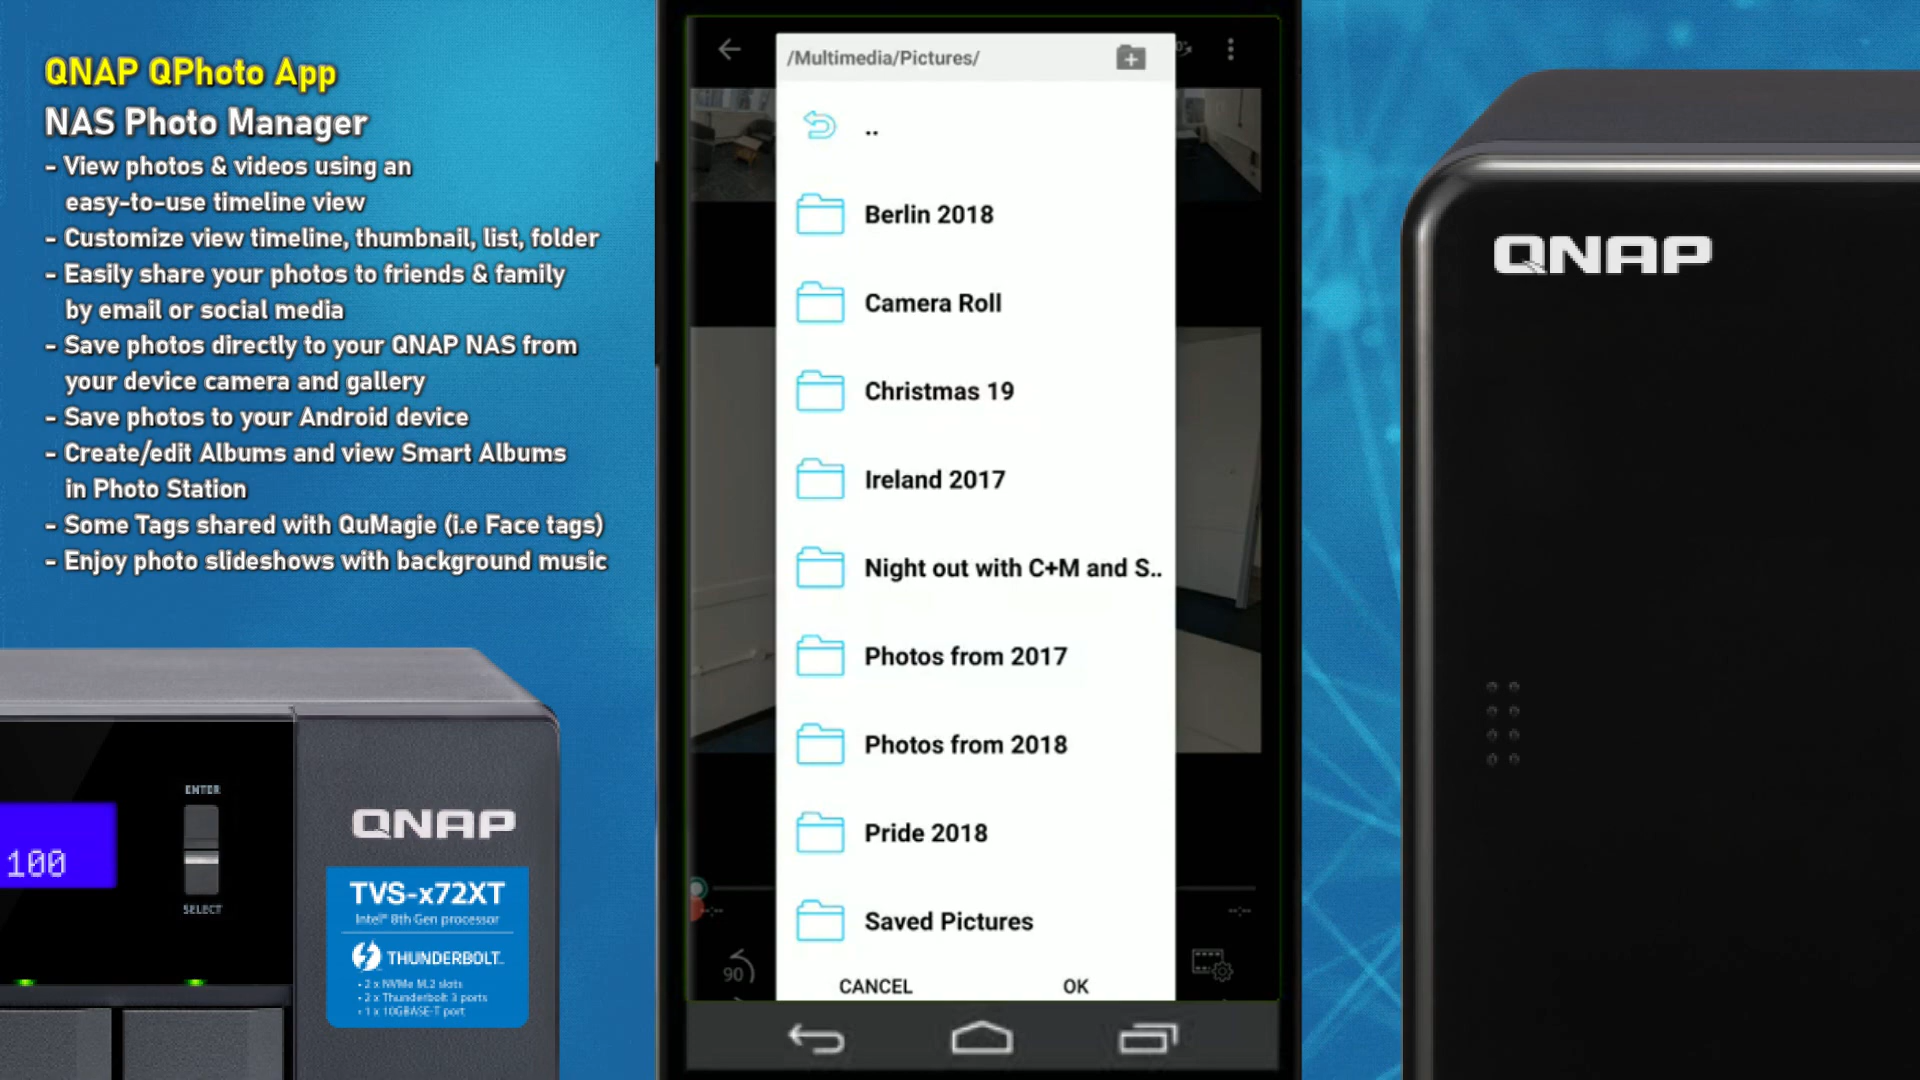 QNAP QPhoto App
NAS Photo Manager
- View photos & videos using an
easy-to-use timeline view
- Customize view timeline, thumbnail, list, folder
- Easily share your photos to friends & family
by email or social media
- Save photos directly to your QNAP NAS from
your device camera and gallery
- Save photos to your Android device
- Create/edit Albums and view Smart Albums
in Photo Station
- Some Tags shared with QuMagie (i.e Face tags)
- Enjoy photo slideshows with background music
ENTER
100
SELECT
QNAP
TVS-x72XT
Intel® 8th Gen processor
THUNDERBOLT
• 2 x NVMe M.2 slots
• 2 x Thunderbolt 3 ports
• 1 x 10GBASE-T port
/Multimedia/Pictures/
..
Berlin 2018
Camera Roll
Christmas 19
Ireland 2017
Night out with C+M and S..
Photos from 2017
Photos from 2018
Pride 2018
Saved Pictures
--:--
--:--
90
CANCEL
OK
QNAP